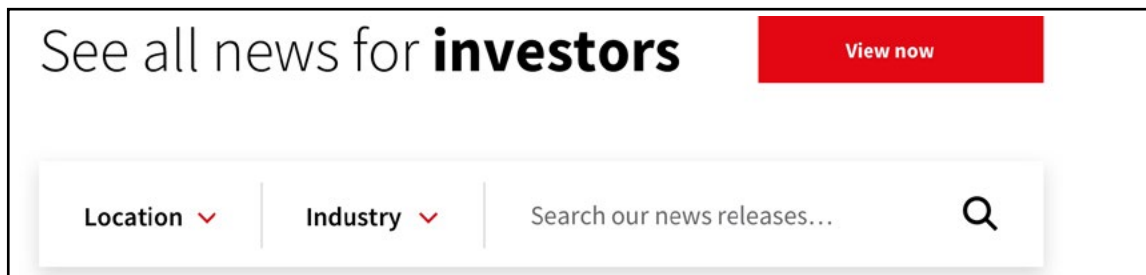 See all news for investors
View now
Location
Industry
Search our news releases...